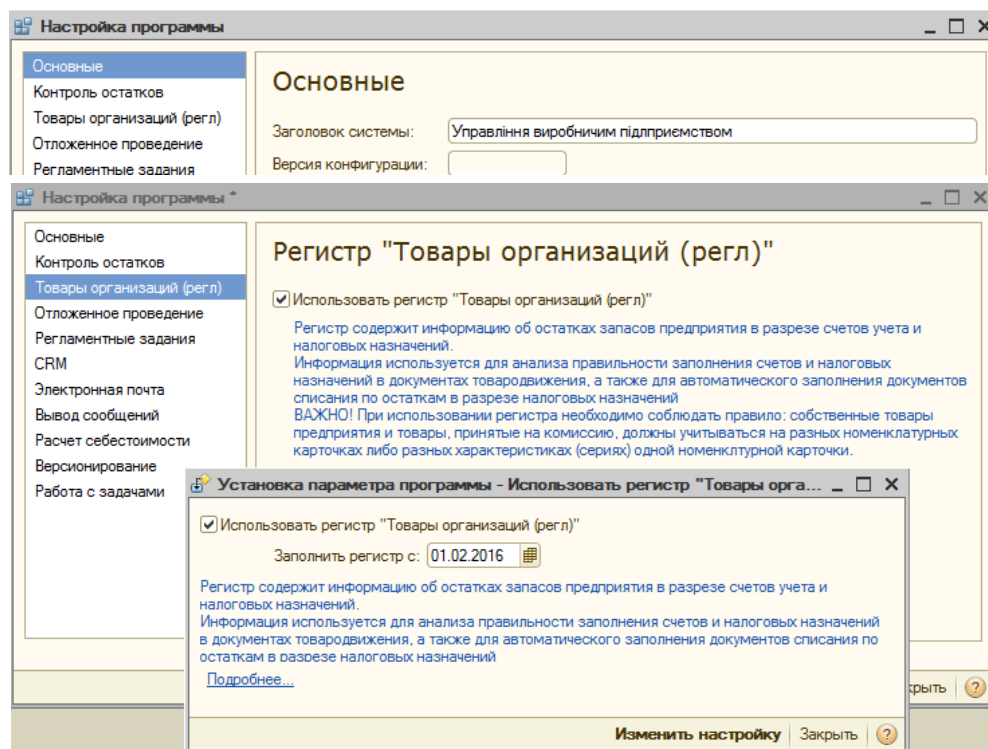 Настройка программы
Основные
Контроль остатков
Товары организаций (регл)
Отложенное проведение
Регламентные задания
Основные
Заголовок системы: Управління виробничим підлприємством
Версия конфигурации:
Настройка программы *
Основные
Контроль остатков
Товары организаций (регл)
Отложенное проведение
Регламентные задания
CRM
Электронная почта
Вывод сообщений
Расчет себестоимости
Версионирование
Работа с задачами
Регистр "Товары организаций (регл)"
Использовать регистр "Товары организаций (регл)"
Регистр содержит информацию об остатках запасов предприятия в разрезе счетов учета и
налоговых назначений.
Информация используется для анализа правильности заполнения счетов и налоговых
назначений в документах товародвижения, а также для автоматического заполнения документов
списания по остаткам в разрезе налоговых назначений
ВАЖНО! При использовании регистра необходимо соблюдать правило: собственные товары
предприятия и товары, принятые на комиссию, должны учитываться на разных номенклатурных
карточках либо разных характеристиках (сериях) одной номенклтурной карточки.
Установка параметра программы - Использовать регистр "Товары орга...
Использовать регистр "Товары организаций (регл)"
Заполнить регистр с: 01.02.2016
Регистр содержит информацию об остатках запасов предприятия в разрезе счетов учета и
налоговых назначений.
Информация используется для анализа правильности заполнения счетов и налоговых назначений
в документах товародвижения, а также для автоматического заполнения документов списания по
остаткам в разрезе налоговых назначений
Подробнее...
Изменить настройку Закрыть ?
крыть ?